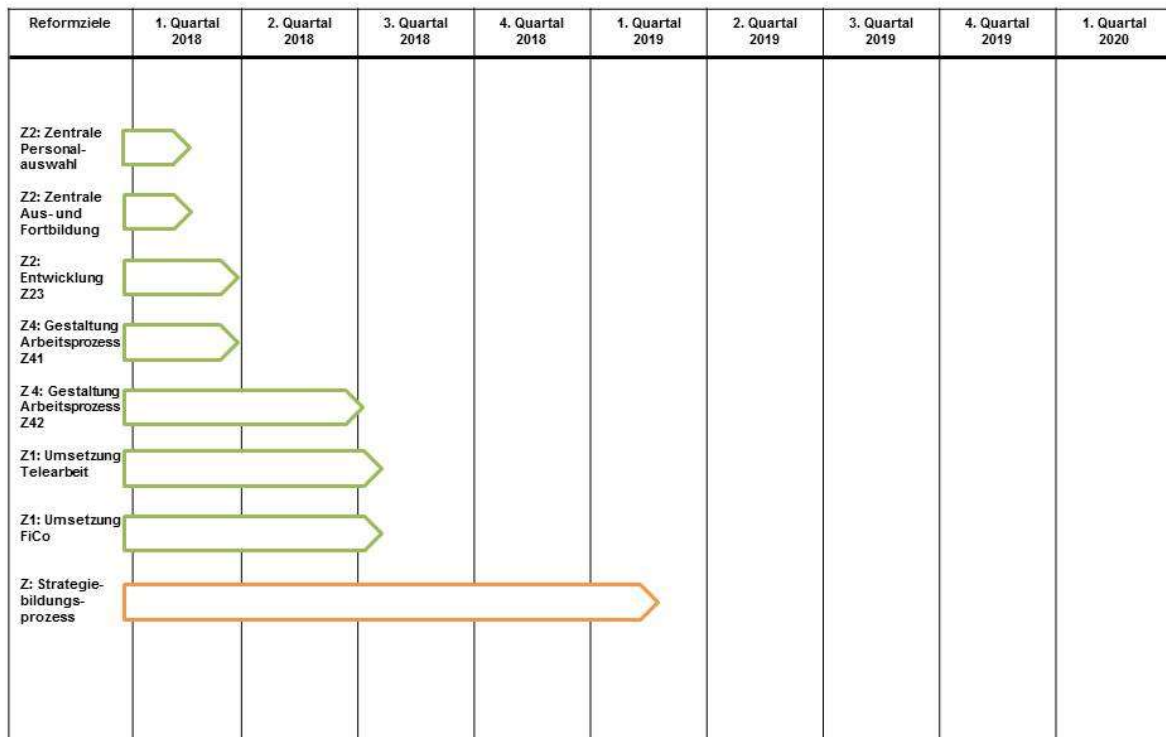 Reformziele
1. Quartal
2018
2. Quartal
2018
3. Quartal
2018
4. Quartal
2018
1. Quartal
2019
2. Quartal
2019
3. Quartal
2019
4. Quartal
2019
1. Quartal
2020
Z2: Zentrale
Personal-
auswahl
Z2: Zentrale
Aus- und
Fortbildung
Z2:
Entwicklung
Z23
Z4: Gestaltung
Arbeitsprozess
Z41
Z4: Gestaltung
Arbeitsprozess
Z42
Z1: Umsetzung
Telearbeit
Z1: Umsetzung
FiCo
Z: Strategie-
bildungs-
prozess